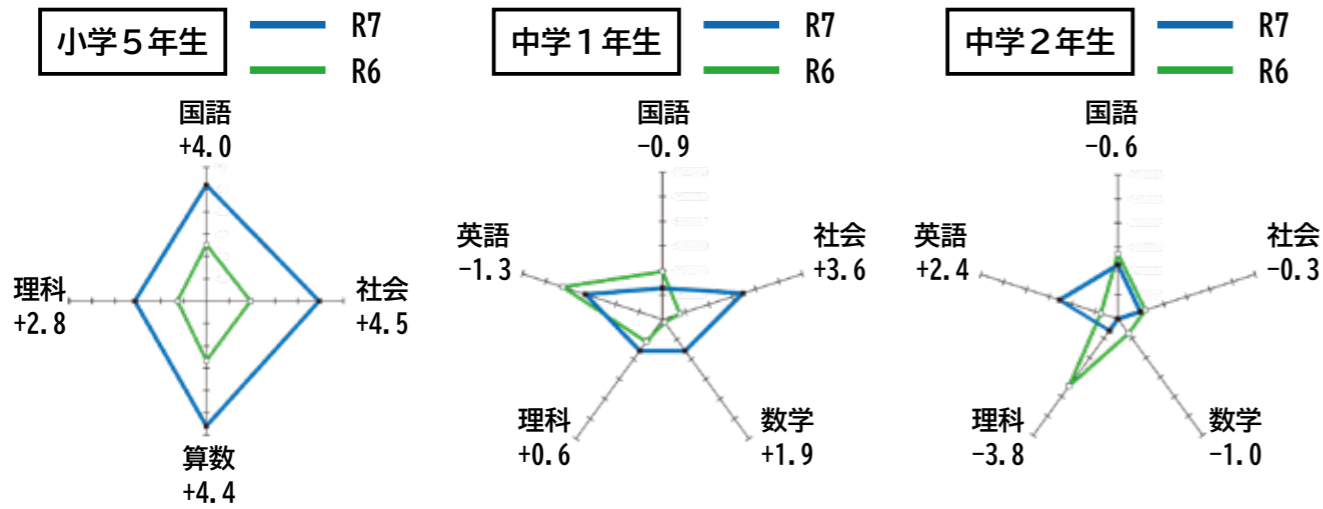 小学５年生
R7
R6
国語
+4.0
理科
+2.8
社会
+4.5
算数
+4.4
中学１年生
R7
R6
国語
-0.9
英語
-1.3
社会
+3.6
理科
+0.6
数学
+1.9
中学２年生
R7
R6
国語
-0.6
英語
+2.4
社会
-0.3
理科
-3.8
数学
-1.0